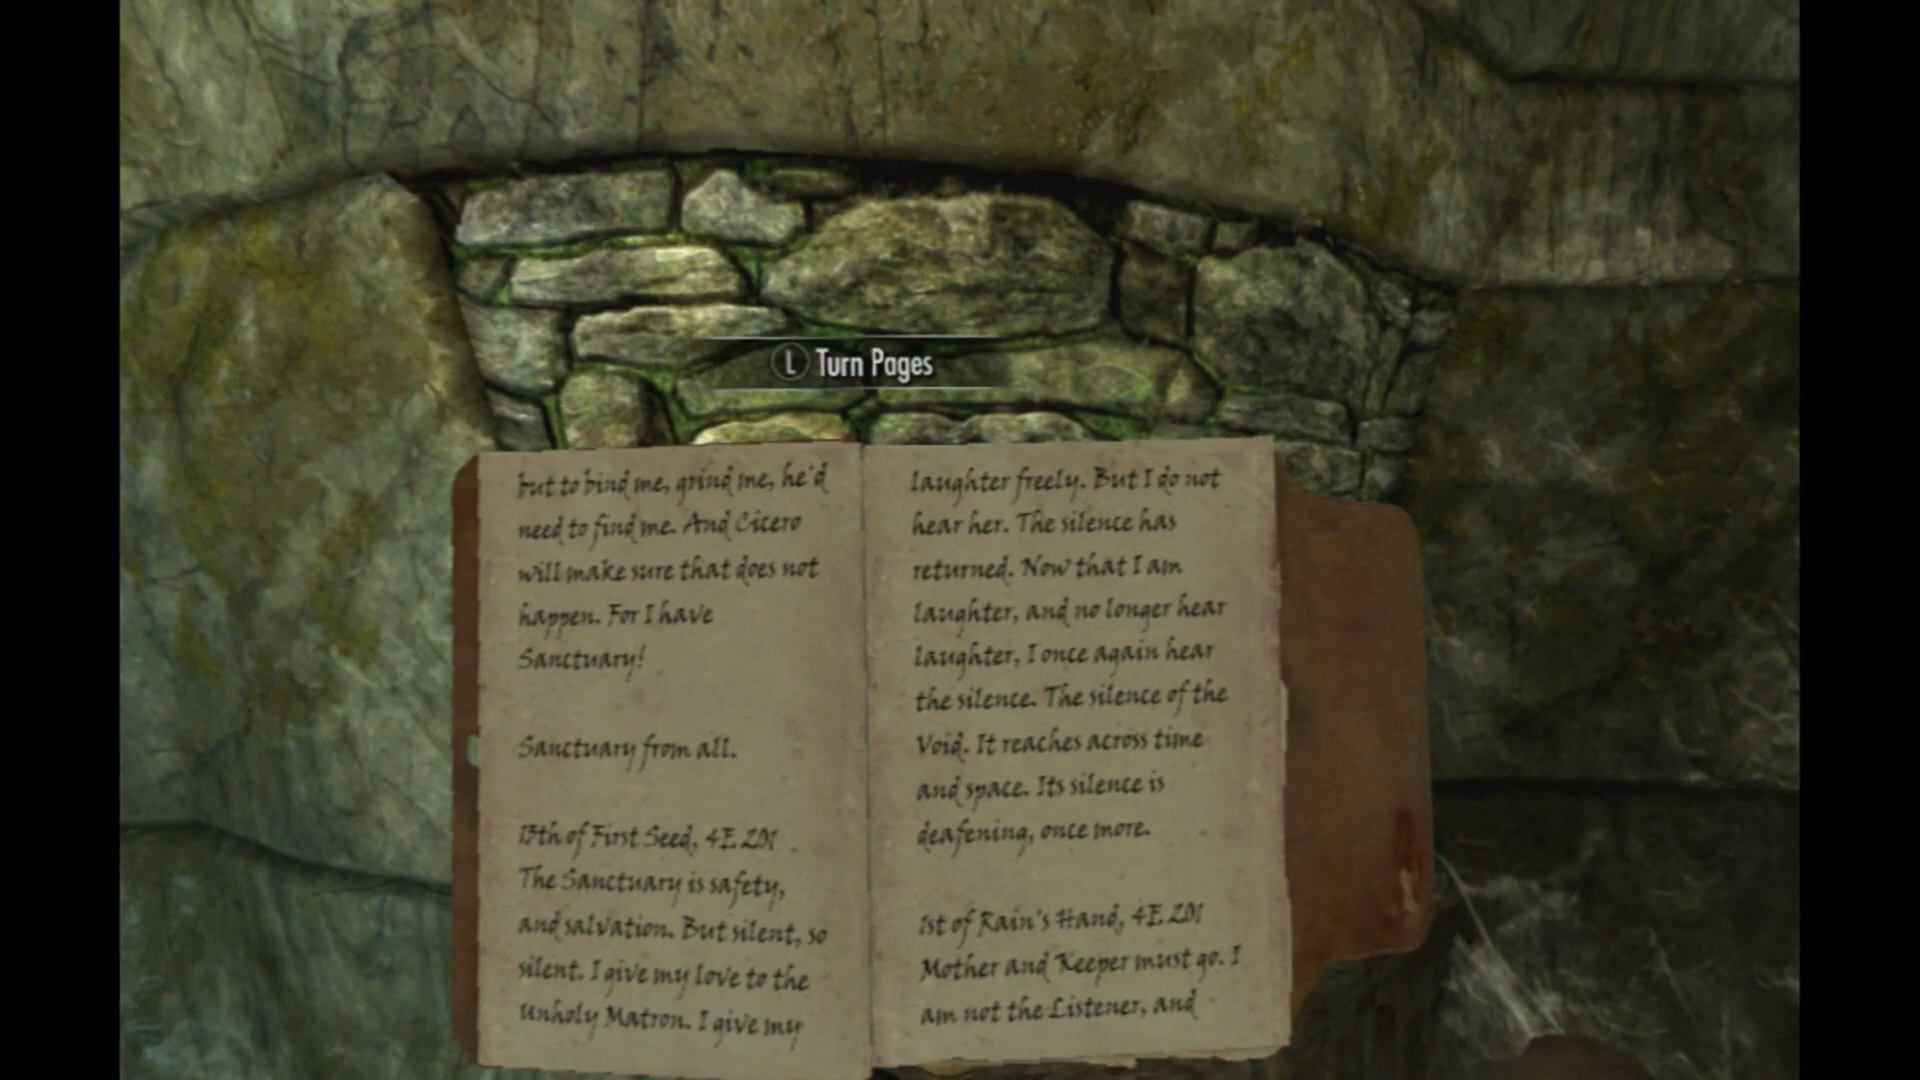 L Turn Pages
but to bind me, grind me, he'd
need to find me. And Cicero
will make sure that does not
happen. For I have
Sanctuary!
Sanctuary from all.
13th of First Seed, 4E 201
The Sanctuary is safety,
and salvation. But silent, so
silent. I give my love to the
Unholy Matron. I give my
laughter freely. But I do not
hear her. The silence has
returned. Now that I am
laughter, and no longer hear
laughter, I once again hear
the silence. The silence of the
Void. It reaches across time
and space. Its silence is
deafening, once more.
1st of Rain's Hand, 4E 201
Mother and Keeper must go. I
am not the Listener, and